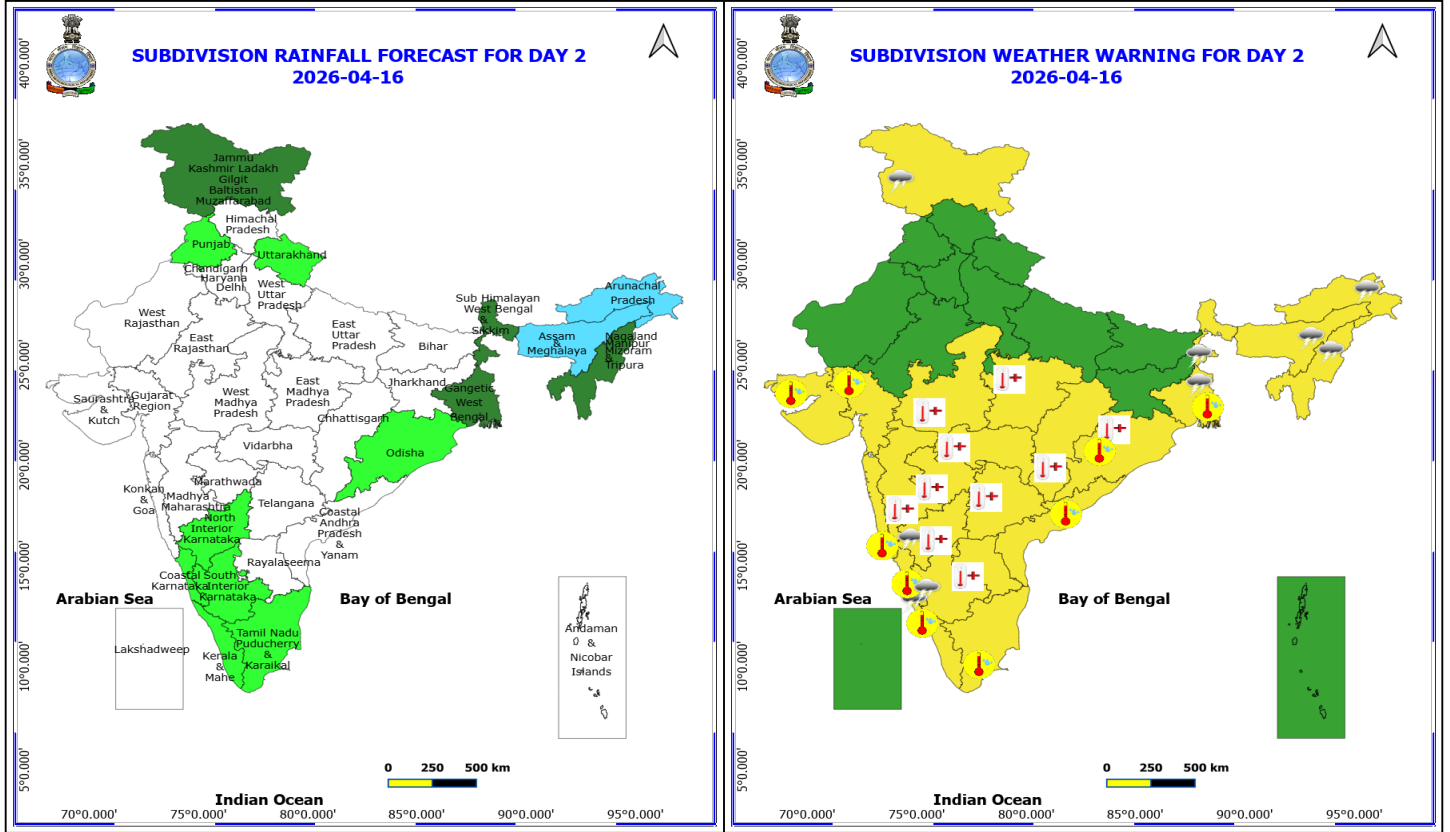 SUBDIVISION RAINFALL FORECAST FOR DAY 2
2026-04-16
40°0.000'
35°0.000'
30°0.000'
25°0.000'
20°0.000'
15°0.000'
10°0.000'
5°0.000'
Jammu
Kashmir Ladakh
Gilgit
Baltistan
Muzaffarabad
Himachal
Pradesh
Punjab
Uttarakhand
Chandigarh
Haryana
Delhi
West
Uttar
Pradesh
West
Rajasthan
East
Rajasthan
East
Uttar
Pradesh
Bihar
Sub Himalayan
West Bengal
&
Sikkim
Arunachal
Pradesh
Assam
&
Meghalaya
Nagaland
Manipur
Mizoram
&
Tripura
Saurashtra
&
Kutch
Gujarat
Region
West
Madhya
Pradesh
East
Madhya
Pradesh
Jharkhand
Gangetic
West
Bengal
Chhattisgarh
Odisha
Vidarbha
Konkan
&
Goa
Madhya
Maharashtra
Marathwada
Telangana
North
Interior
Karnataka
Coastal
Andhra
Pradesh
&
Yanam
Rayalaseema
Coastal
Karnataka
South
Interior
Karnataka
Arabian Sea
Bay of Bengal
Lakshadweep
Kerala
&
Mahe
Tamil Nadu
Puducherry
&
Karaikal
Andaman
&
Nicobar
Islands
0 250 500 km
Indian Ocean
70°0.000' 75°0.000' 80°0.000' 85°0.000' 90°0.000' 95°0.000'
SUBDIVISION WEATHER WARNING FOR DAY 2
2026-04-16
40°0.000'
35°0.000'
30°0.000'
25°0.000'
20°0.000'
15°0.000'
10°0.000'
5°0.000'
Arabian Sea
Bay of Bengal
0 250 500 km
Indian Ocean
70°0.000' 75°0.000' 80°0.000' 85°0.000' 90°0.000' 95°0.000'